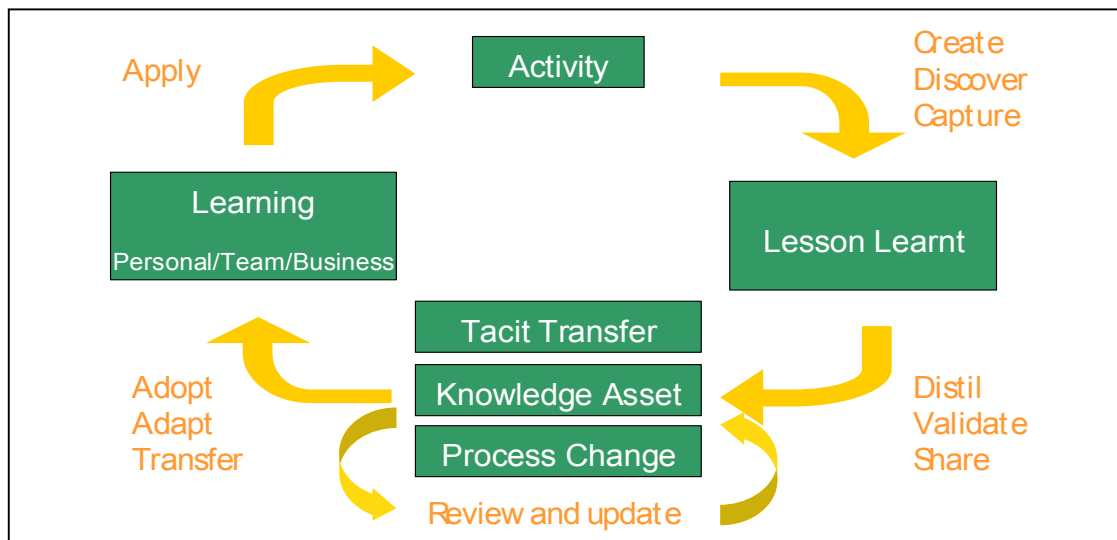 Apply
Activity
Create
Discover
Capture
Learning
Personal/Team/Business
Lesson Learnt
Tacit Transfer
Knowledge Asset
Process Change
Adopt
Adapt
Transfer
Distil
Validate
Share
Review and update